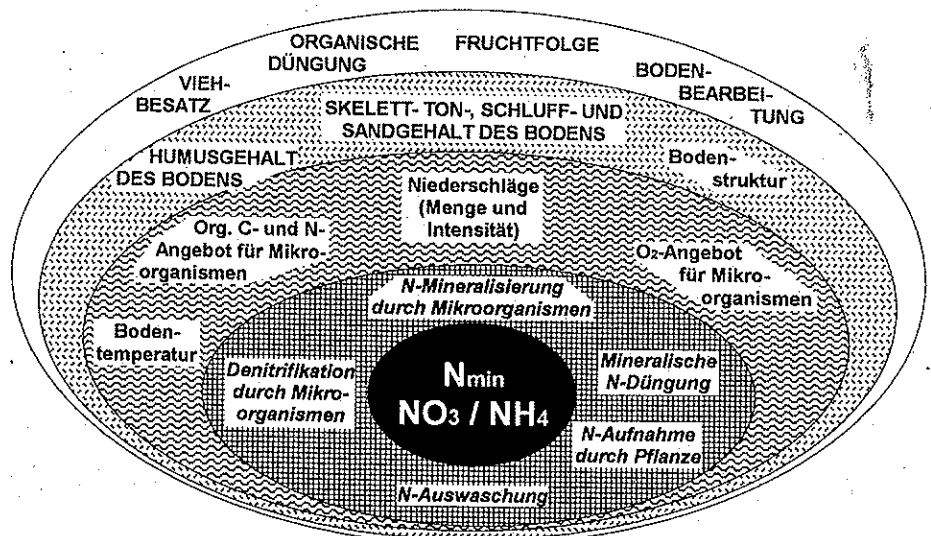 ORGANISCHE
DÜNGUNG
FRUCHTFOLGE
VIEH-
BESATZ
BODEN-
BEARBEI-
TUNG
SKELETT- TON-, SCHLUFF- UND
SANDGEHALT DES BODENS
HUMUSGEHALT
DES BODENS
Boden-
struktur
Niederschläge
(Menge und
Intensität)
Org. C- und N-
Angebot für Mikro-
organismen
O2-Angebot
für Mikro-
organismen
Boden-
temperatur
N-Mineralisierung
durch Mikroorganismen
Denitrifikation
durch Mikro-
organismen
Nmin
NO3 / NH4
Mineralische
N-Düngung
N-Aufnahme
durch Pflanze
N-Auswaschung